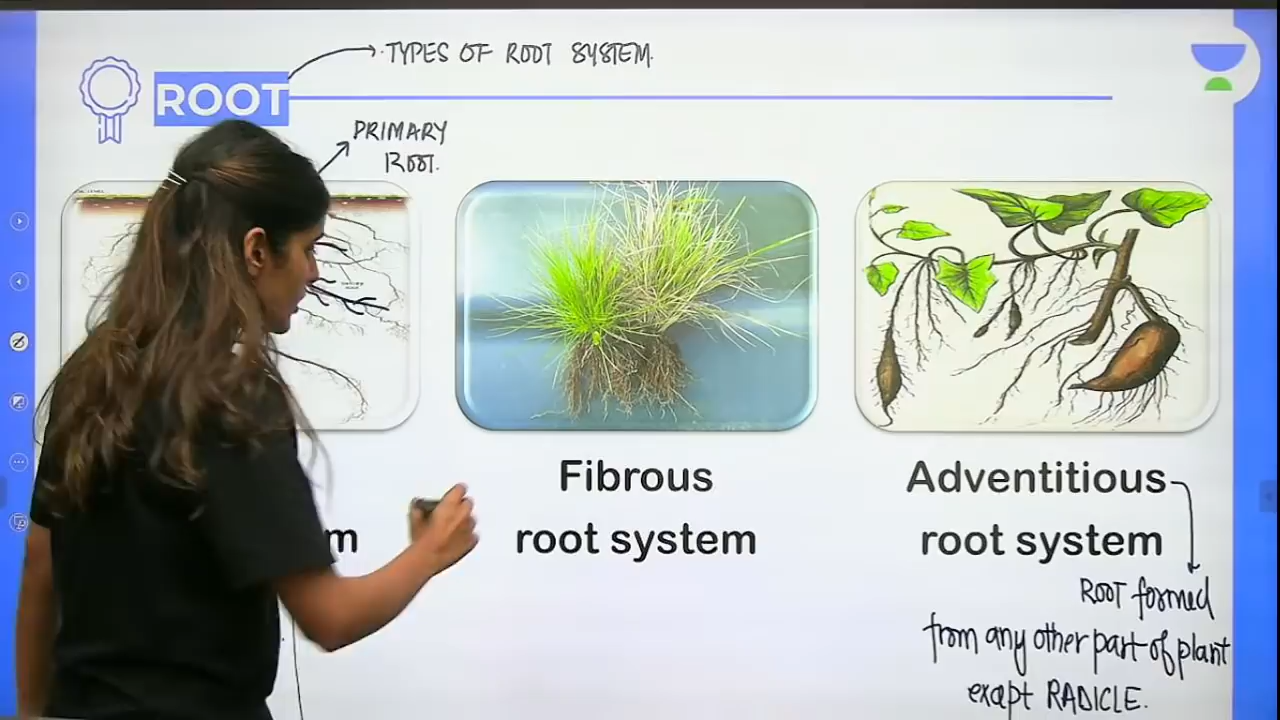 TYPES OF ROOT SYSTEM.
ROOT
PRIMARY
ROOT.
Fibrous
root system
Adventitious
root system
m
ROOT formed
from any other part of plant
exapt RADICLE.